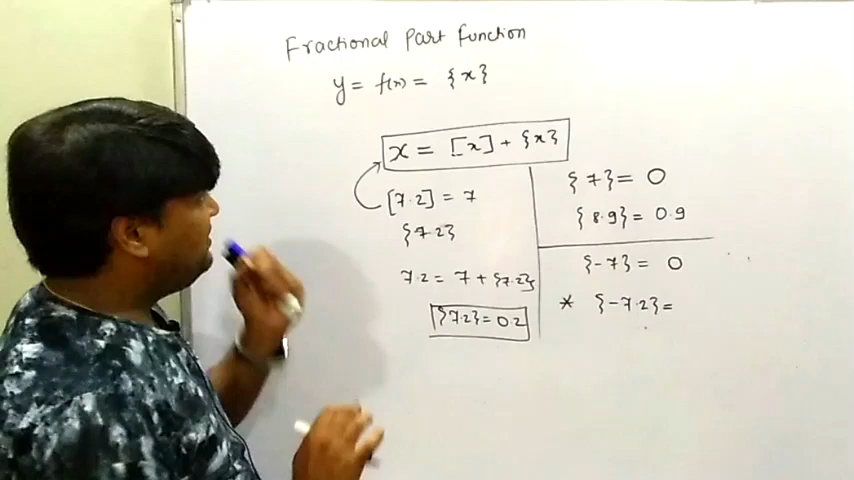 Fractional Part Function
y = f(x) = {x}
x = [x] + {x}
[7.2] = 7
{7.2}
7.2 = 7 + {7.2}
{7.2} = 0.2
{7} = 0
{8.9} = 0.9
{-7} = 0
* {-7.2} =